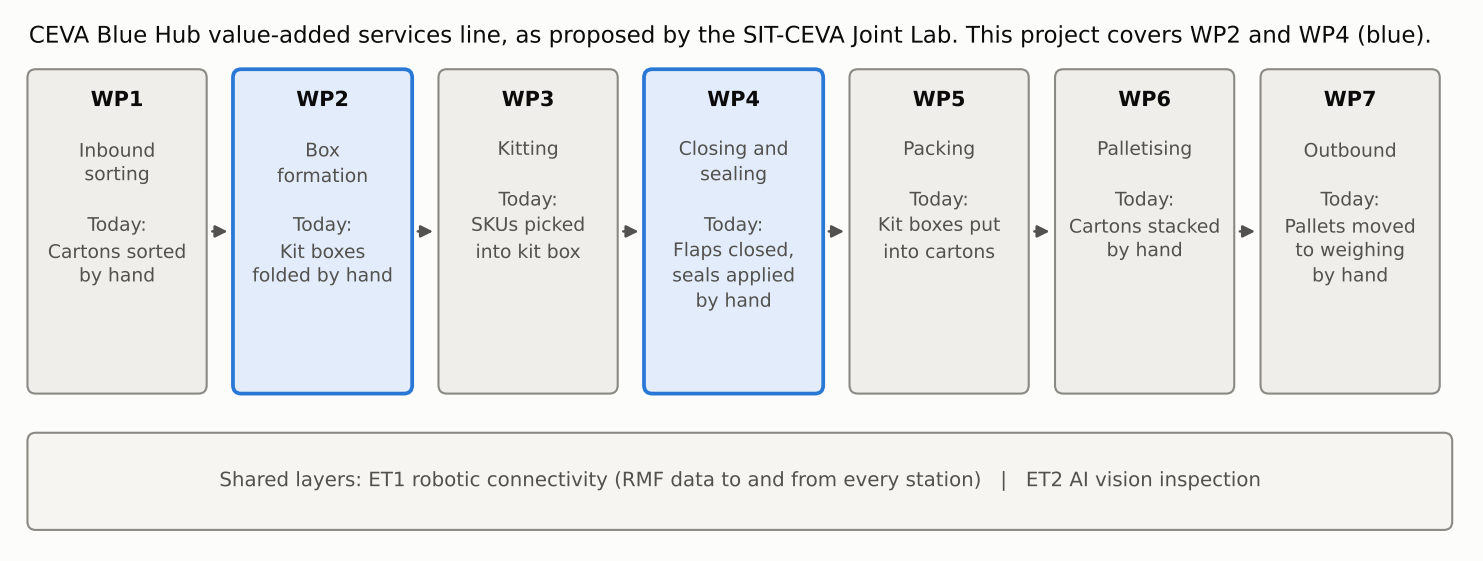 CEVA Blue Hub value-added services line, as proposed by the SIT-CEVA Joint Lab. This project covers WP2 and WP4 (blue).
WP1
Inbound
sorting
Today:
Cartons sorted
by hand
WP2
Box
formation
Today:
Kit boxes
folded by hand
WP3
Kitting
Today:
SKUs picked
into kit box
WP4
Closing and
sealing
Today:
Flaps closed,
seals applied
by hand
WP5
Packing
Today:
Kit boxes put
into cartons
WP6
Palletising
Today:
Cartons stacked
by hand
WP7
Outbound
Today:
Pallets moved
to weighing
by hand
Shared layers: ET1 robotic connectivity (RMF data to and from every station) | ET2 AI vision inspection